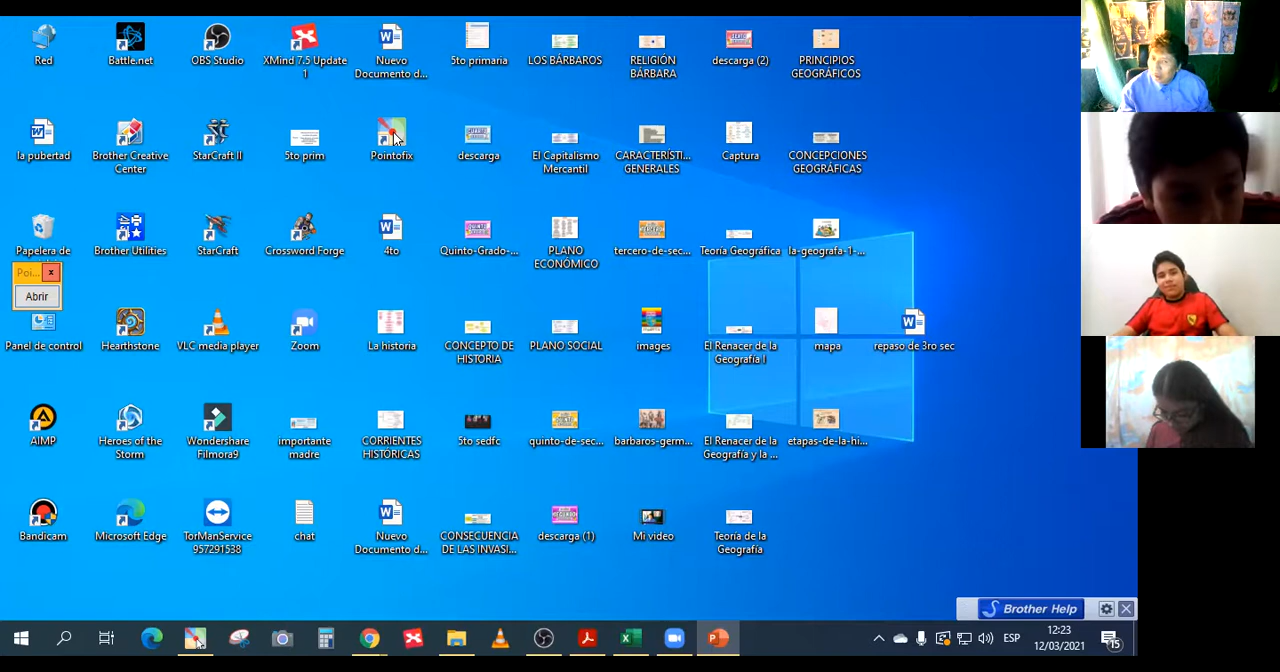 Red
Battle.net
OBS Studio
XMind 7.5 Update
1
Nuevo
Documento d...
5to primaria
LOS BÁRBAROS
RELIGIÓN
BÁRBARA
descarga (2)
PRINCIPIOS
GEOGRÁFICOS
la pubertad
Brother Creative
Center
StarCraft II
5to prim
Pointofix
descarga
El Capitalismo
Mercantil
CARACTERÍSTI...
GENERALES
Captura
CONCEPCIONES
GEOGRÁFICAS
Papelera de
Brother Utilities
StarCraft
Crossword Forge
4to
Quinto-Grado-...
PLANO
ECONÓMICO
tercero-de-sec...
Teoría Geográfica
la-geografa-1-...
Poi...
Abrir
Panel de control
Hearthstone
VLC media player
Zoom
La historia
CONCEPTO DE
HISTORIA
PLANO SOCIAL
images
El Renacer de la
Geografía I
mapa
repaso de 3ro sec
AIMP
Heroes of the
Storm
Wondershare
Filmora9
importante
madre
CORRIENTES
HISTÓRICAS
5to sedfc
quinto-de-sec...
barbaros-germ...
El Renacer de la
Geografía y la ...
etapas-de-la-hi...
Bandicam
Microsoft Edge
TorManService
957291538
chat
Nuevo
Documento d...
CONSECUENCIA
DE LAS INVASI...
descarga (1)
Mi video
Teoría de la
Geografía
Brother Help
ESP
12:23
12/03/2021
15